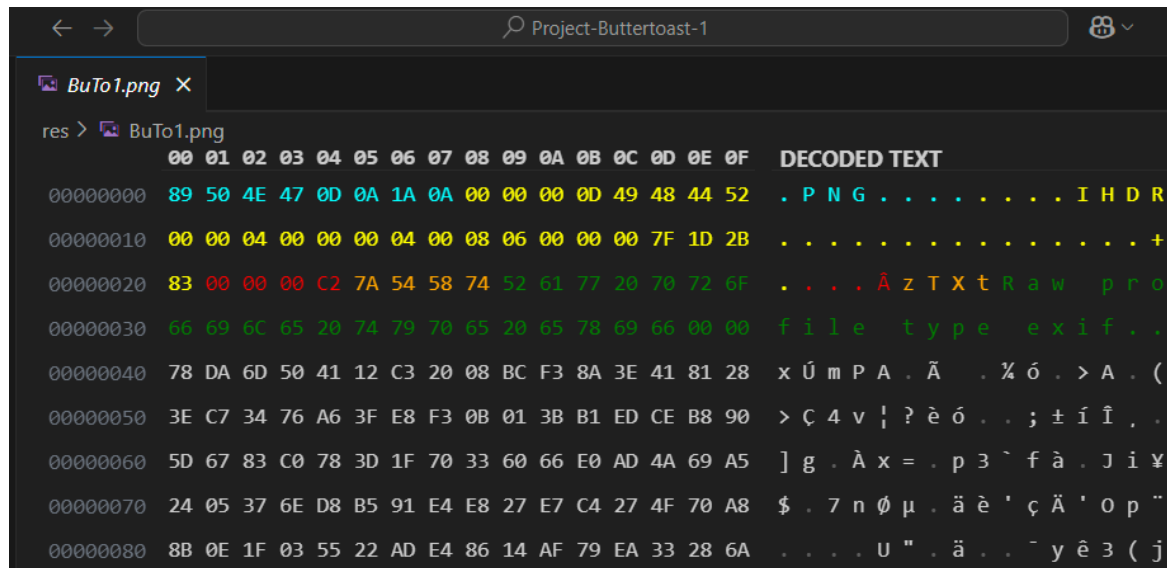 Project-Buttertoast-1
BuTo1.png
res > BuTo1.png
00 01 02 03 04 05 06 07 08 09 0A 0B 0C 0D 0E 0F DECODED TEXT
00000000 89 50 4E 47 0D 0A 1A 0A 00 00 00 0D 49 48 44 52 . P N G . . . . . . . . I H D R
00000010 00 00 04 00 00 00 04 00 08 06 00 00 00 7F 1D 2B . . . . . . . . . . . . . . . +
00000020 83 00 00 00 C2 7A 54 58 74 52 61 77 20 70 72 6F . . . . Â z T X t R a w   p r o
00000030 66 69 6C 65 20 74 79 70 65 20 65 78 69 66 00 00 f i l e   t y p e   e x i f . .
00000040 78 DA 6D 50 41 12 C3 20 08 BC F3 8A 3E 41 81 28 x Ú m P A . Ã   . ¼ ó . > A . (
00000050 3E C7 34 76 A6 3F E8 F3 0B 01 3B B1 ED CE B8 90 > Ç 4 v ¦ ? è ó . . ; ± í Î ¸ .
00000060 5D 67 83 C0 78 3D 1F 70 33 60 66 E0 AD 4A 69 A5 ] g . À x = . p 3 ` f à . J i ¥
00000070 24 05 37 6E D8 B5 91 E4 E8 27 E7 C4 27 4F 70 A8 $ . 7 n Ø µ . ä è ' ç Ä ' O p ¨
00000080 8B 0E 1F 03 55 22 AD E4 86 14 AF 79 EA 33 28 6A . . . . U " . ä . . ¯ y ê 3 ( j